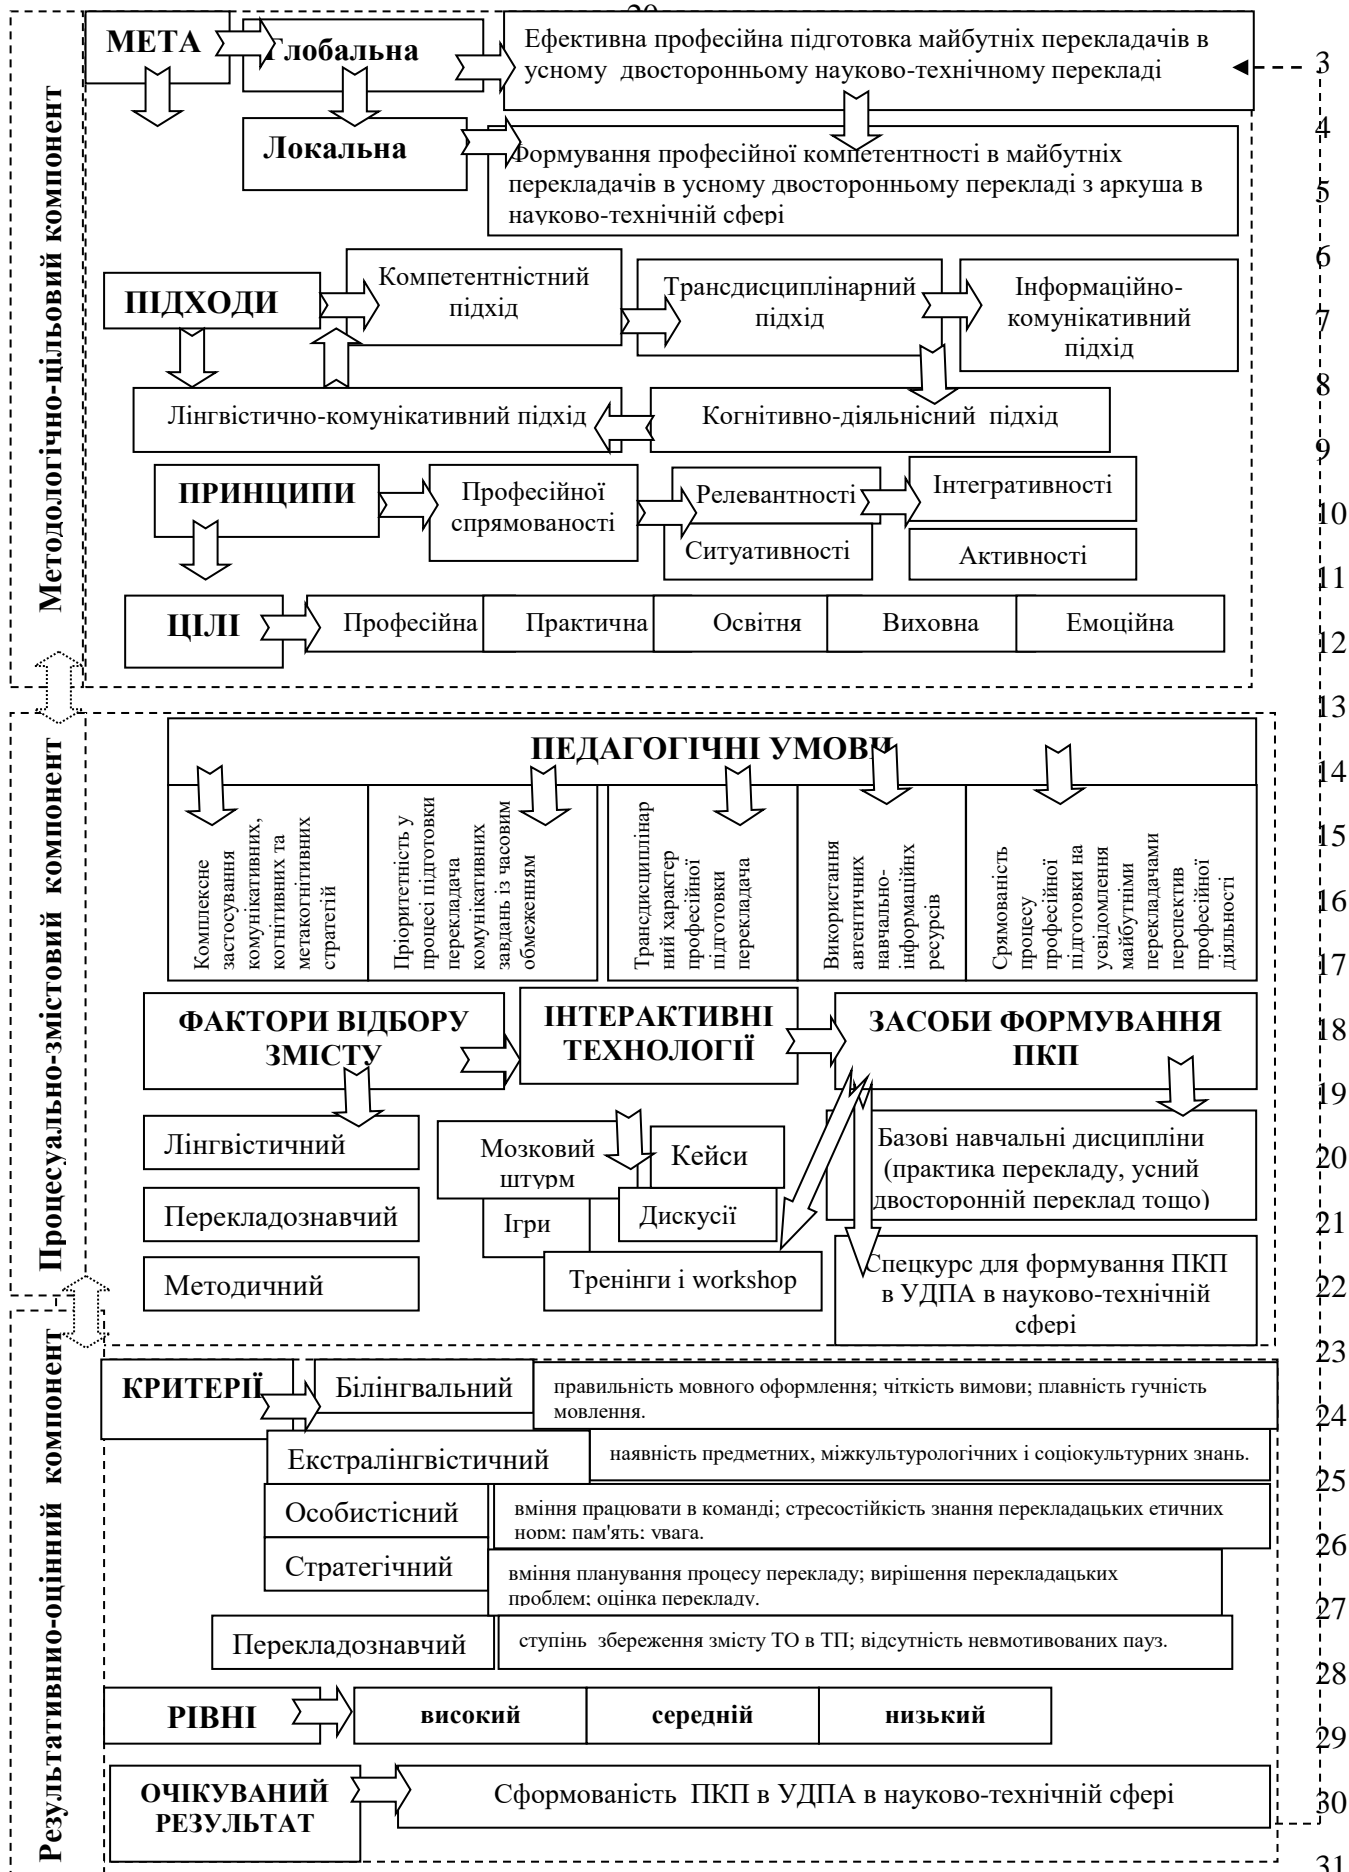 29
МЕТА
Глобальна
Ефективна професійна підготовка майбутніх перекладачів в
усному двосторонньому науково-технічному перекладі
3
4
Локальна
Формування професійної компетентності в майбутніх
перекладачів в усному двосторонньому перекладі з аркуша в
науково-технічній сфері
5
Методологічно-цільовий компонент
6
ПІДХОДИ
Компетентністний
підхід
Трансдисциплінарний
підхід
Інформаційно-
комунікативний
підхід
7
8
Лінгвістично-комунікативний підхід
Когнітивно-діяльнісний підхід
9
ПРИНЦИПИ
Професійної
спрямованості
Релевантності
Інтегративності
10
Ситуативності
Активності
11
ЦІЛІ
Професійна
Практична
Освітня
Виховна
Емоційна
12
13
Процесуально-змістовий компонент
ПЕДАГОГІЧНІ УМОВИ
14
15
Комплексне
застосування
комунікативних,
когнітивних та
метакогнітивних
стратегій
Пріоритетність у
процесі підготовки
перекладача
комунікативних
завдань із часовим
обмеженням
Трансдисциплінар
ний характер
професійної
підготовки
перекладача
Використання
автентичних
навчально-
інформаційнх
ресурсів
Срямованість
процесу
професійної
підготовки на
усвідомлення
майбутніми
перекладачами
перспектив
професійної
діяльності
16
17
ФАКТОРИ ВІДБОРУ
ЗМІСТУ
ІНТЕРАКТИВНІ
ТЕХНОЛОГІЇ
ЗАСОБИ ФОРМУВАННЯ
ПКП
18
19
Лінгвістичний
Мозковий
штурм
Кейси
Базові навчальні дисципліни
(практика перекладу, усний
двосторонній переклад тощо)
20
Перекладознавчий
Ігри
Дискусії
21
Методичний
Тренінги і workshop
Спецкурс для формування ПКП
в УДПА в науково-технічній
сфері
22
23
Результативнио-оцінний компонент
КРИТЕРІЇ
Білінгвальний
правильність мовного оформлення; чіткість вимови; плавність гучність
мовлення.
24
Екстралінгвістичний
наявність предметних, міжкультурологічних і соціокультурних знань.
25
Особистісний
вміння працювати в команді; стресостійкість знання перекладацьких етичних
норм; пам'ять; увага.
26
Стратегічний
вміння планування процесу перекладу; вирішення перекладацьких
проблем; оцінка перекладу.
27
Перекладознавчий
ступінь збереження змісту ТО в ТП; відсутність невмотивованих пауз.
28
РІВНІ
високий
середній
низький
29
ОЧІКУВАНИЙ
РЕЗУЛЬТАТ
Сформованість ПКП в УДПА в науково-технічній сфері
30
31